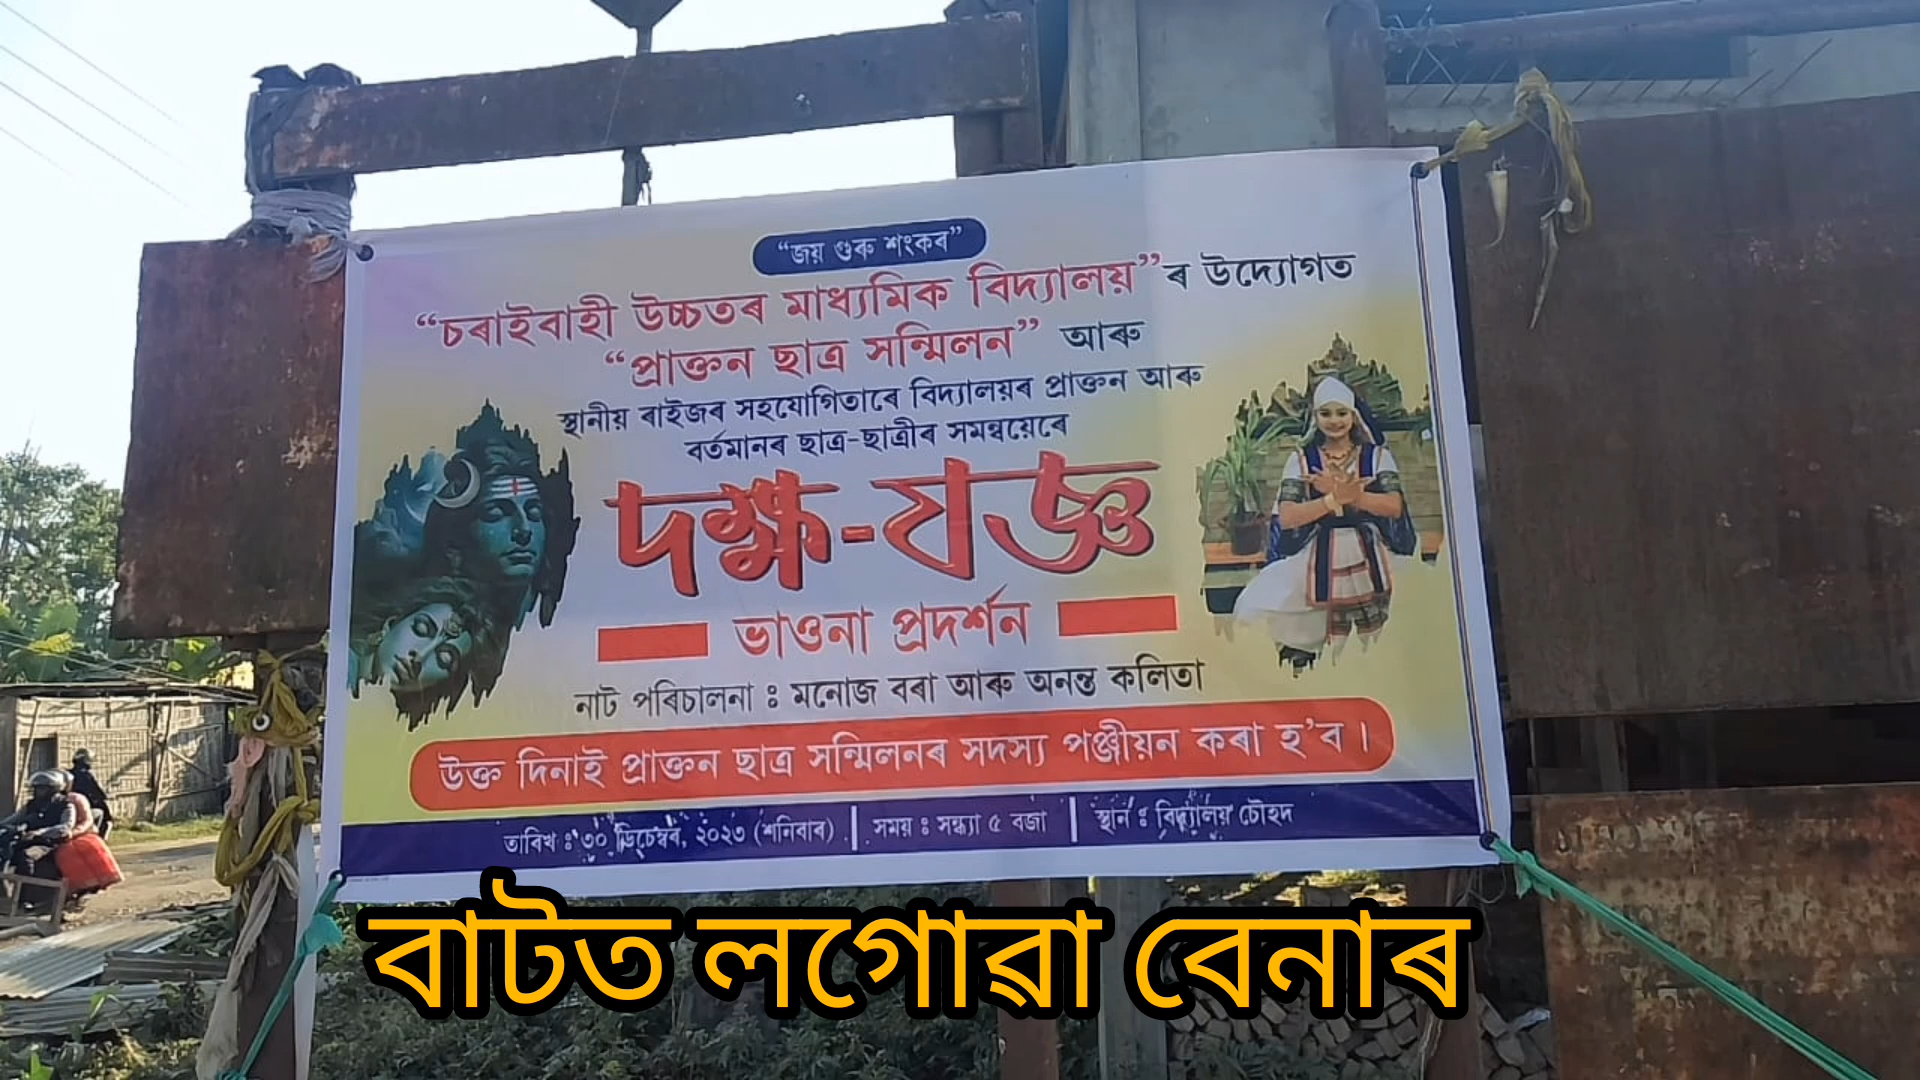 “জয় গুৰু শংকৰ”
“চৰাইবাহী উচ্চতৰ মাধ্যমিক বিদ্যালয়”ৰ উদ্যোগত
“প্ৰাক্তন ছাত্ৰ সন্মিলন” আৰু
স্থানীয় ৰাইজৰ সহযোগিতাৰে বিদ্যালয়ৰ প্ৰাক্তন আৰু
বৰ্তমানৰ ছাত্ৰ-ছাত্ৰীৰ সমন্বয়েৰে
দক্ষ-যজ্ঞ
ভাওনা প্ৰদৰ্শন
নাট পৰিচালনা ঃ মনোজ বৰা আৰু অনন্ত কলিতা
উক্ত দিনাই প্ৰাক্তন ছাত্ৰ সন্মিলনৰ সদস্য পঞ্জীয়ন কৰা হ'ব।
তাৰিখ ঃ ৩০ ডিচেম্বৰ, ২০২৩ (শনিবাৰ) | সময় ঃ সন্ধ্যা ৫ বজা | স্থান ঃ বিদ্যালয় চৌহদ
বাটত লগোৱা বেনাৰ